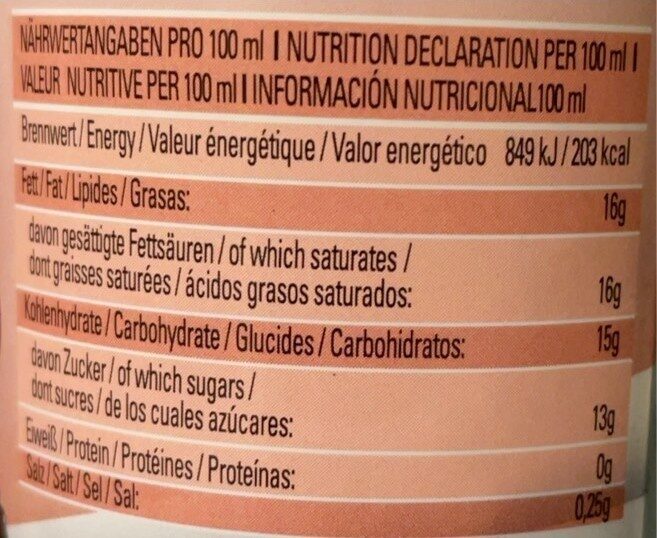 NÄHRWERTANGABEN PRO 100 ml I NUTRITION DECLARATION PER 100 ml I
VALEUR NUTRITIVE PER 100 ml I INFORMACIÓN NUTRICIONAL 100 ml
Brennwert / Energy / Valeur énergétique / Valor energético 849 kJ / 203 kcal
Fett / Fat / Lipides / Grasas: 16g
davon gesättigte Fettsäuren / of which saturates /
dont graisses saturées / ácidos grasos saturados: 16g
Kohlenhydrate / Carbohydrate / Glucides / Carbohidratos: 15g
davon Zucker / of which sugars /
dont sucres / de los cuales azúcares: 13g
Eiweiß / Protein / Protéines / Proteínas: 0g
Salz / Salt / Sel / Sal: 0,25g